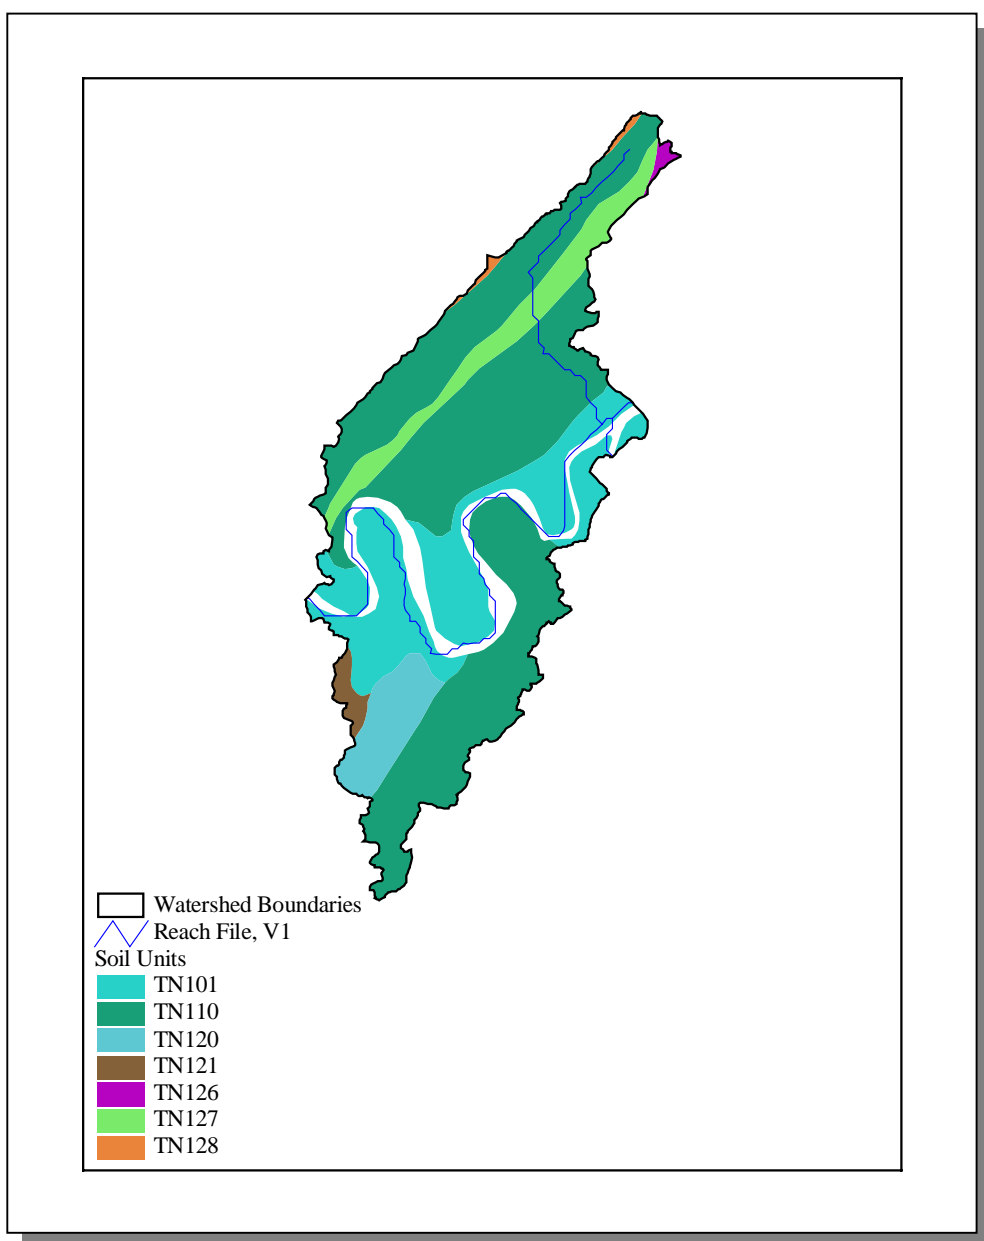 Watershed Boundaries
Reach File, V1
Soil Units
TN101
TN110
TN120
TN121
TN126
TN127
TN128